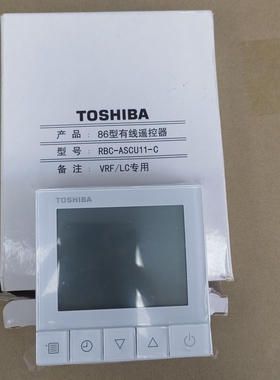 TOSHIBA
产 品：86型有线遥控器
型 号：RBC-ASCU11-C
备 注：VRF/LC专用
TOSHIBA